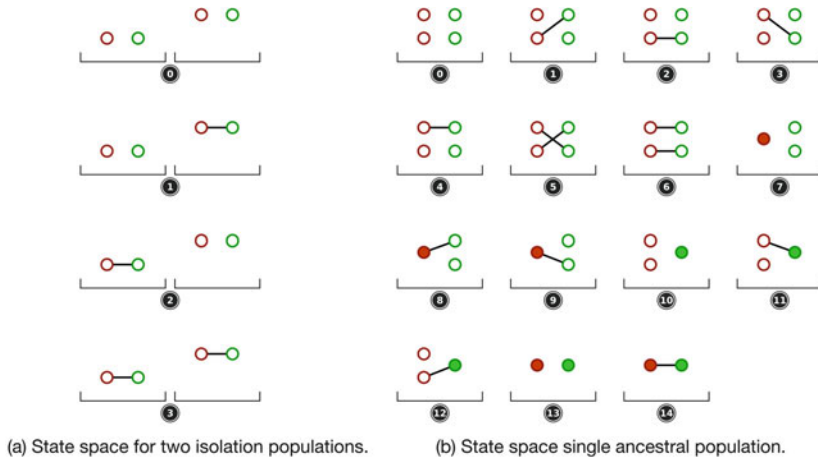 0
0 1 2 3
1
4 5 6 7
2
8 9 10 11
3
12 13 14
(a) State space for two isolation populations.
(b) State space single ancestral population.